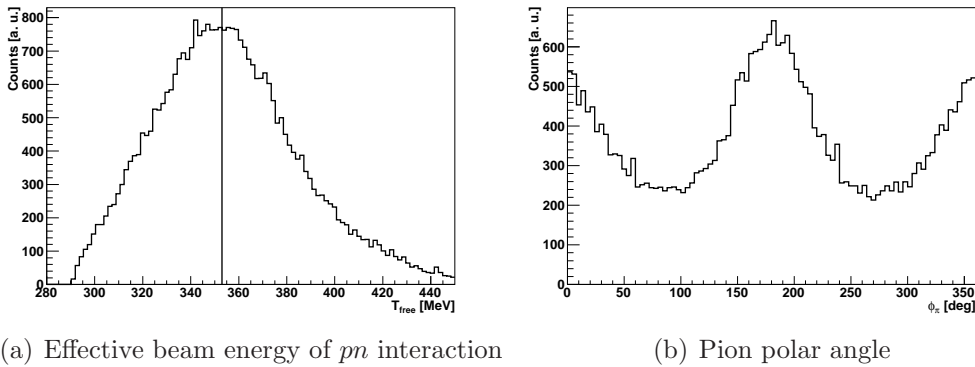 Counts [a. u.]
800
700
600
500
400
300
200
100
0
280 300 320 340 360 380 400 420 440
T_free [MeV]
(a) Effective beam energy of pn interaction
Counts [a. u.]
600
500
400
300
200
100
0
0 50 100 150 200 250 300 350
ϕ_π [deg]
(b) Pion polar angle